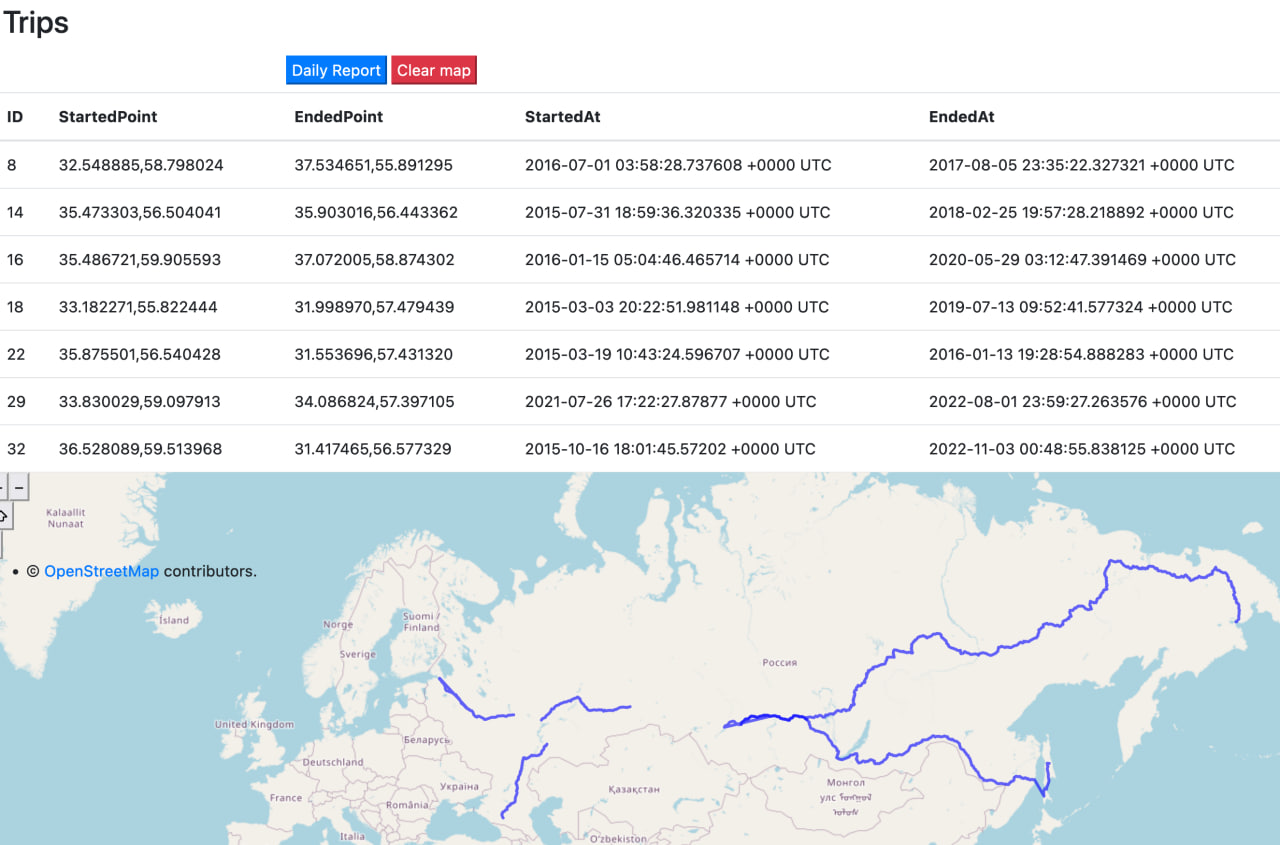 Trips
Daily Report Clear map
ID StartedPoint EndedPoint StartedAt EndedAt
8 32.548885,58.798024 37.534651,55.891295 2016-07-01 03:58:28.737608 +0000 UTC 2017-08-05 23:35:22.327321 +0000 UTC
14 35.473303,56.504041 35.903016,56.443362 2015-07-31 18:59:36.320335 +0000 UTC 2018-02-25 19:57:28.218892 +0000 UTC
16 35.486721,59.905593 37.072005,58.874302 2016-01-15 05:04:46.465714 +0000 UTC 2020-05-29 03:12:47.391469 +0000 UTC
18 33.182271,55.822444 31.998970,57.479439 2015-03-03 20:22:51.981148 +0000 UTC 2019-07-13 09:52:41.577324 +0000 UTC
22 35.875501,56.540428 31.553696,57.431320 2015-03-19 10:43:24.596707 +0000 UTC 2016-01-13 19:28:54.888283 +0000 UTC
29 33.830029,59.097913 34.086824,57.397105 2021-07-26 17:22:27.87877 +0000 UTC 2022-08-01 23:59:27.263576 +0000 UTC
32 36.528089,59.513968 31.417465,56.577329 2015-10-16 18:01:45.57202 +0000 UTC 2022-11-03 00:48:55.838125 +0000 UTC
−
Kalaallit
Nunaat
• © OpenStreetMap contributors.
Ísland
Norge
Suomi /
Finland
Sverige
Россия
United Kingdom
Беларусь
Deutschland
Україна
France
România
Қазақстан
Монгол
улс
Italia
O'zbekiston